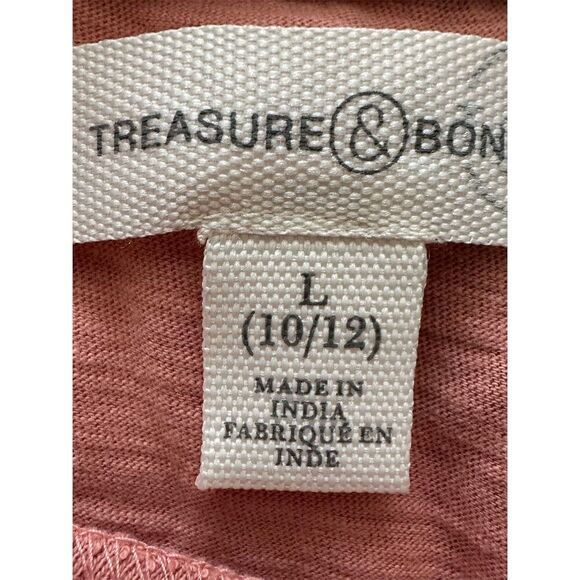 TREASURE & BON
L
(10/12)
MADE IN
INDIA
FABRIQUÉ EN
INDE